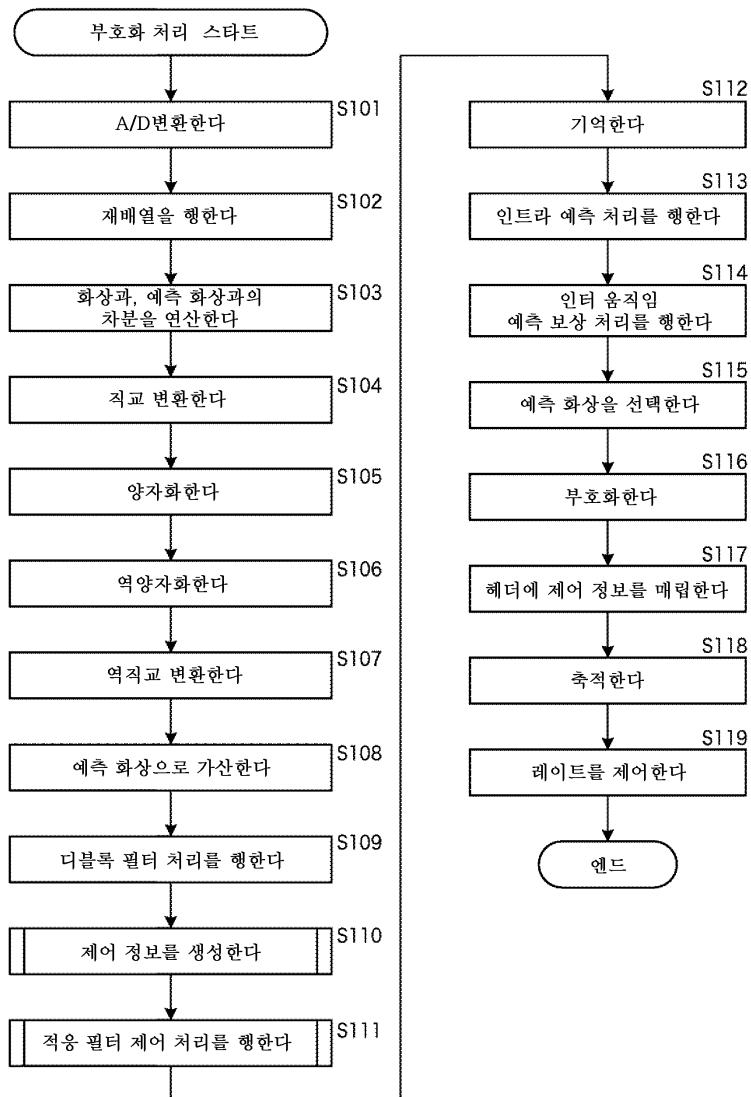 부호화 처리 스타트
S101
A/D변환한다
S102
재배열을 행한다
S103
화상과, 예측 화상과의
차분을 연산한다
S104
직교 변환한다
S105
양자화한다
S106
역양자화한다
S107
역직교 변환한다
S108
예측 화상으로 가산한다
S109
디블록 필터 처리를 행한다
S110
제어 정보를 생성한다
S111
적응 필터 제어 처리를 행한다
S112
기억한다
S113
인트라 예측 처리를 행한다
S114
인터 움직임
예측 보상 처리를 행한다
S115
예측 화상을 선택한다
S116
부호화한다
S117
헤더에 제어 정보를 매립한다
S118
축적한다
S119
레이트를 제어한다
엔드